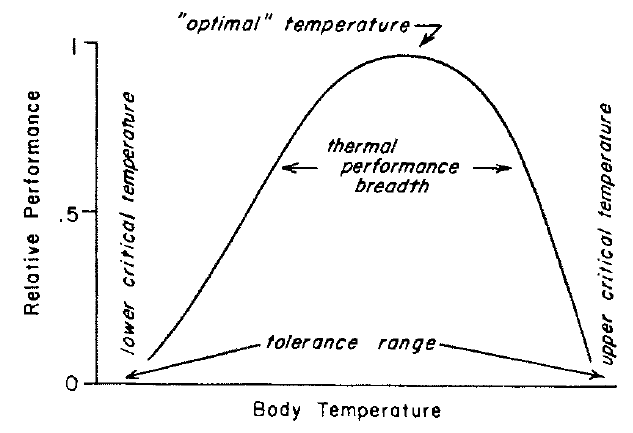 "optimal" temperature
1
.5
0
Relative Performance
lower critical temperature
thermal
performance
breadth
upper critical temperature
tolerance range
Body Temperature